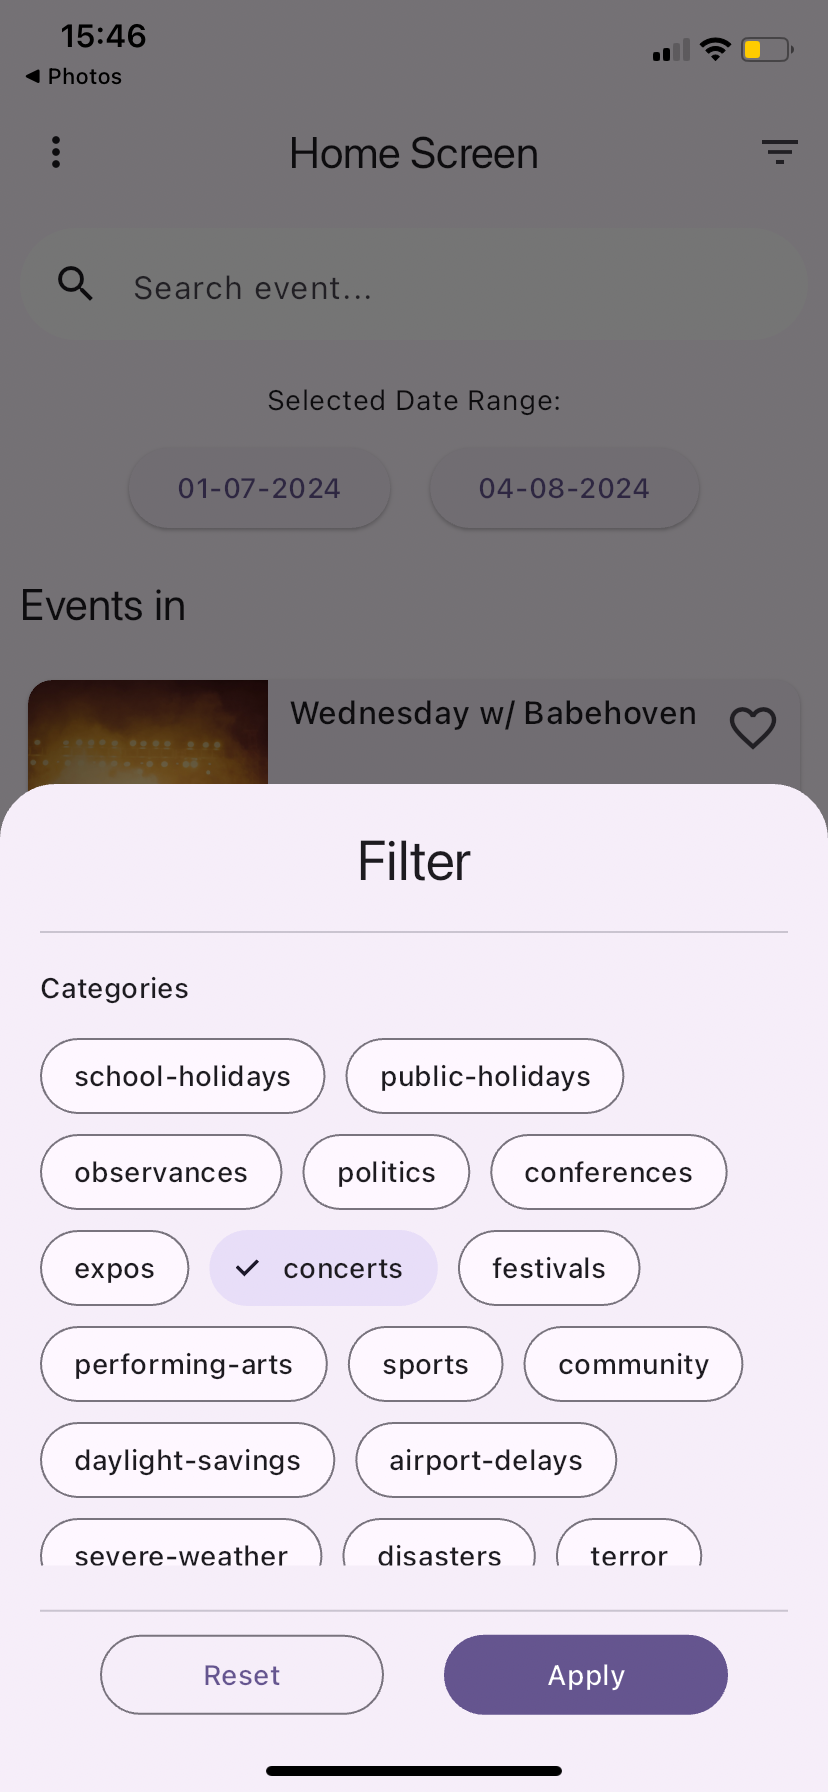 15:46
Photos
Home Screen
Search event...
Selected Date Range:
01-07-2024 04-08-2024
Events in
Wednesday w/ Babehoven
Filter
Categories
school-holidays public-holidays
observances politics conferences
expos concerts festivals
performing-arts sports community
daylight-savings airport-delays
severe-weather disasters terror
Reset Apply